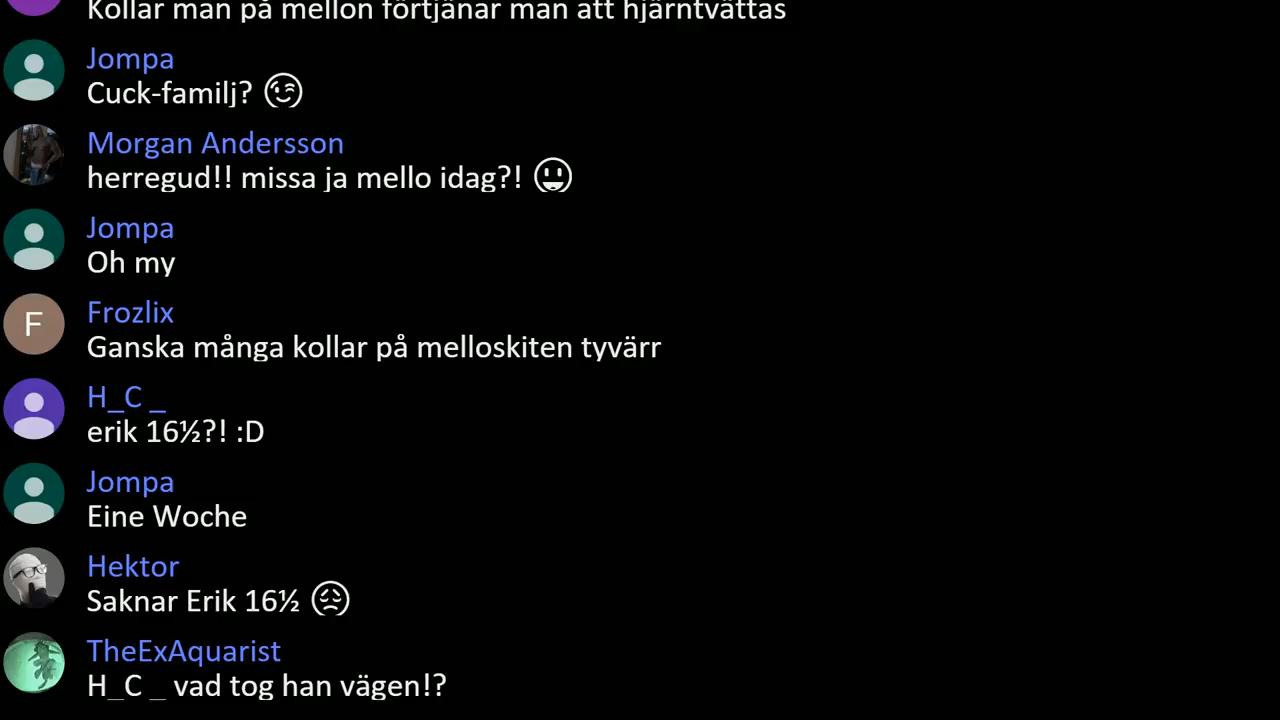 Kollar man på mellon förtjänar man att hjärntvättas
Jompa
Cuck-familj? 😉
Morgan Andersson
herregud!! missa ja mello idag?! 😃
Jompa
Oh my
F
Frozlix
Ganska många kollar på melloskiten tyvärr
H_C _
erik 16½?! :D
Jompa
Eine Woche
Hektor
Saknar Erik 16½ 😣
TheExAquarist
H_C _ vad tog han vägen!?